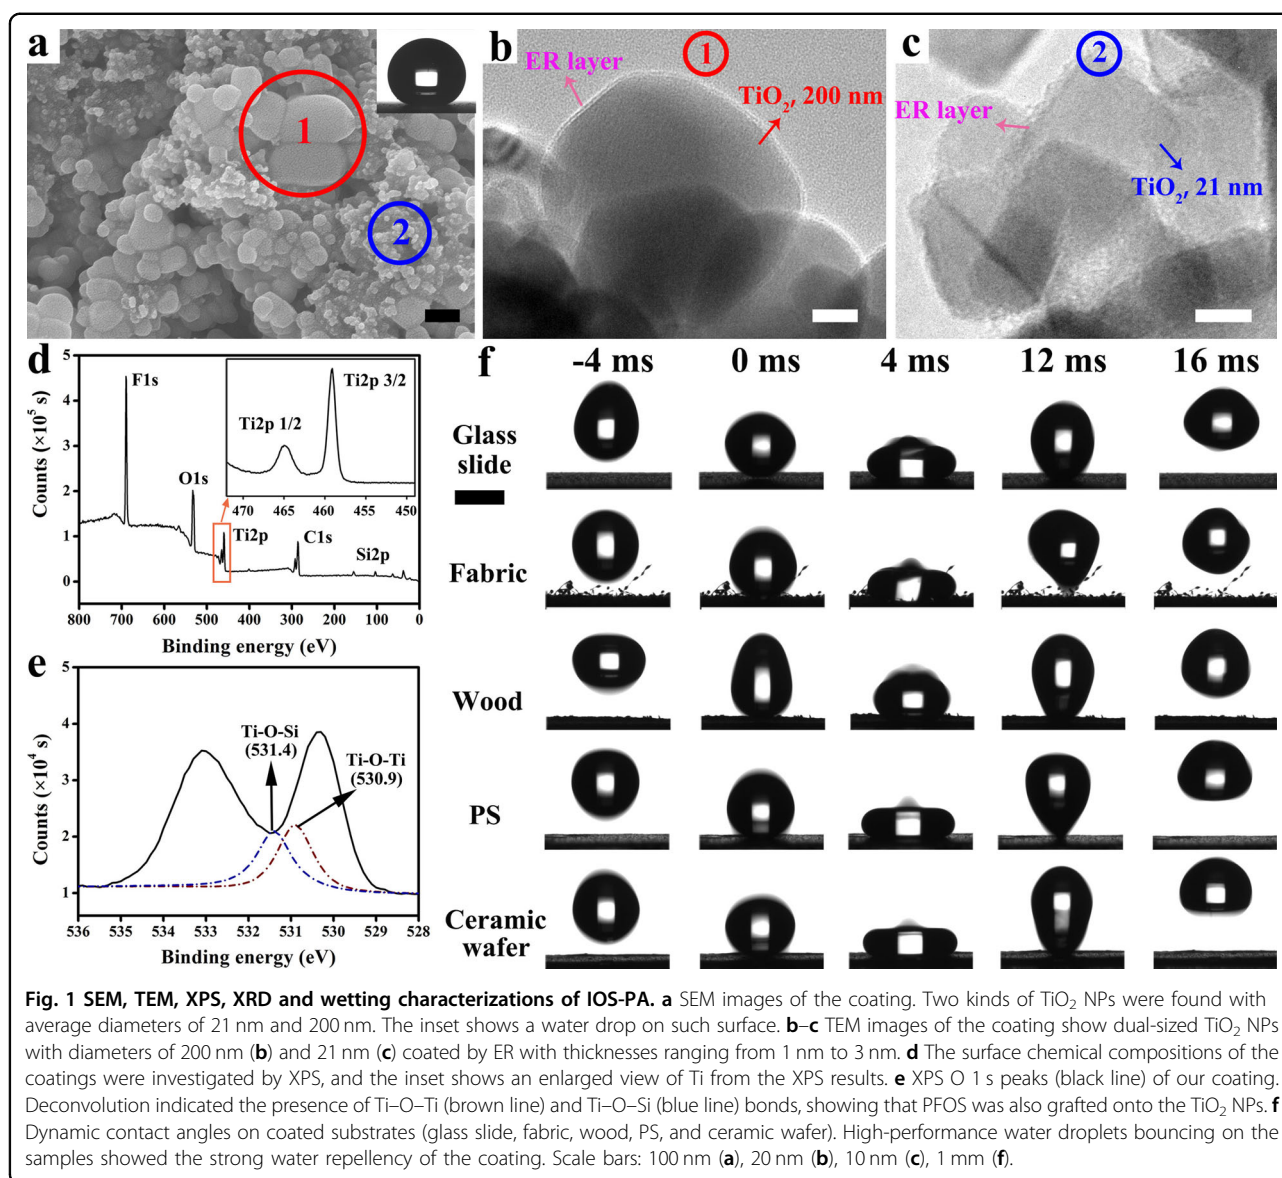 a
1
2
b
1
ER layer
TiO₂, 200 nm
c
2
ER layer
TiO₂, 21 nm
d
Counts (×10⁵ s)
5
4
3
2
1
0
F1s
O1s
Ti2p
C1s
Si2p
Ti2p 3/2
Ti2p 1/2
470 465 460 455 450
800 700 600 500 400 300 200 100 0
Binding energy (eV)
e
Counts (×10⁴ s)
5
4
3
2
1
Ti-O-Si
(531.4)
Ti-O-Ti
(530.9)
536 535 534 533 532 531 530 529 528
Binding energy (eV)
f
-4 ms 0 ms 4 ms 12 ms 16 ms
Glass
slide
Fabric
Wood
PS
Ceramic
wafer
Fig. 1 SEM, TEM, XPS, XRD and wetting characterizations of IOS-PA. a SEM images of the coating. Two kinds of TiO₂ NPs were found with
average diameters of 21 nm and 200 nm. The inset shows a water drop on such surface. b–c TEM images of the coating show dual-sized TiO₂ NPs
with diameters of 200 nm (b) and 21 nm (c) coated by ER with thicknesses ranging from 1 nm to 3 nm. d The surface chemical compositions of the
coatings were investigated by XPS, and the inset shows an enlarged view of Ti from the XPS results. e XPS O 1 s peaks (black line) of our coating.
Deconvolution indicated the presence of Ti–O–Ti (brown line) and Ti–O–Si (blue line) bonds, showing that PFOS was also grafted onto the TiO₂ NPs. f
Dynamic contact angles on coated substrates (glass slide, fabric, wood, PS, and ceramic wafer). High-performance water droplets bouncing on the
samples showed the strong water repellency of the coating. Scale bars: 100 nm (a), 20 nm (b), 10 nm (c), 1 mm (f).